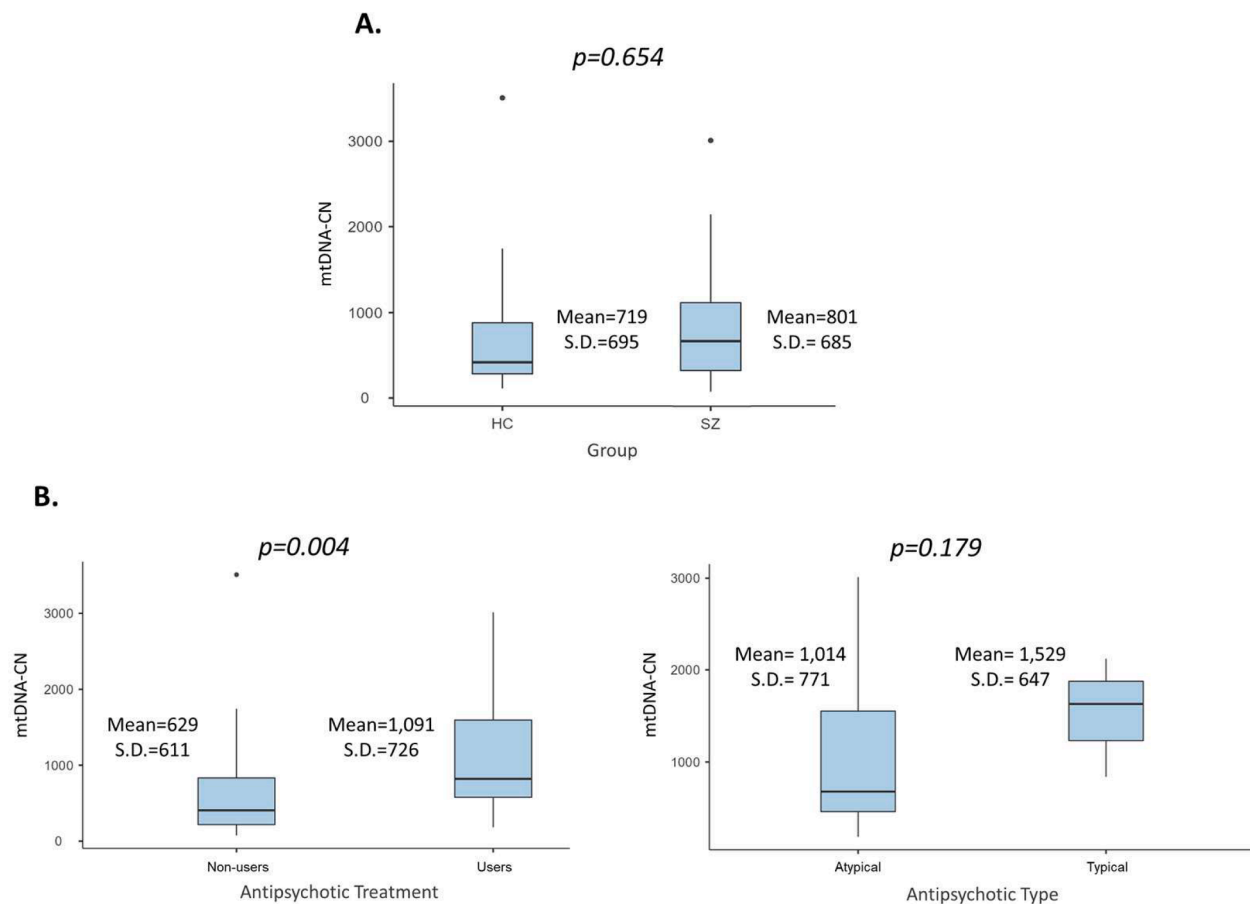 A.
p=0.654
mtDNA-CN
3000
2000
1000
0
Mean=719
S.D.=695
Mean=801
S.D.= 685
HC
SZ
Group
B.
p=0.004
mtDNA-CN
3000
2000
1000
0
Mean=629
S.D.=611
Mean=1,091
S.D.=726
Non-users
Users
Antipsychotic Treatment
p=0.179
mtDNA-CN
3000
2000
1000
Mean= 1,014
S.D.= 771
Mean= 1,529
S.D.= 647
Atypical
Typical
Antipsychotic Type